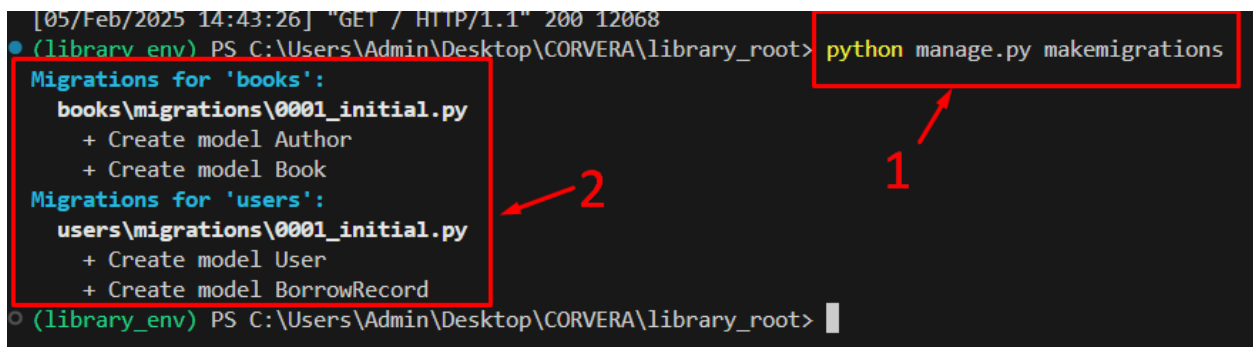 [05/Feb/2025 14:43:26] "GET / HTTP/1.1" 200 12068
(library_env) PS C:\Users\Admin\Desktop\CORVERA\library_root> python manage.py makemigrations
Migrations for 'books':
books\migrations\0001_initial.py
+ Create model Author
+ Create model Book
Migrations for 'users':
users\migrations\0001_initial.py
+ Create model User
+ Create model BorrowRecord
(library_env) PS C:\Users\Admin\Desktop\CORVERA\library_root>
1
2